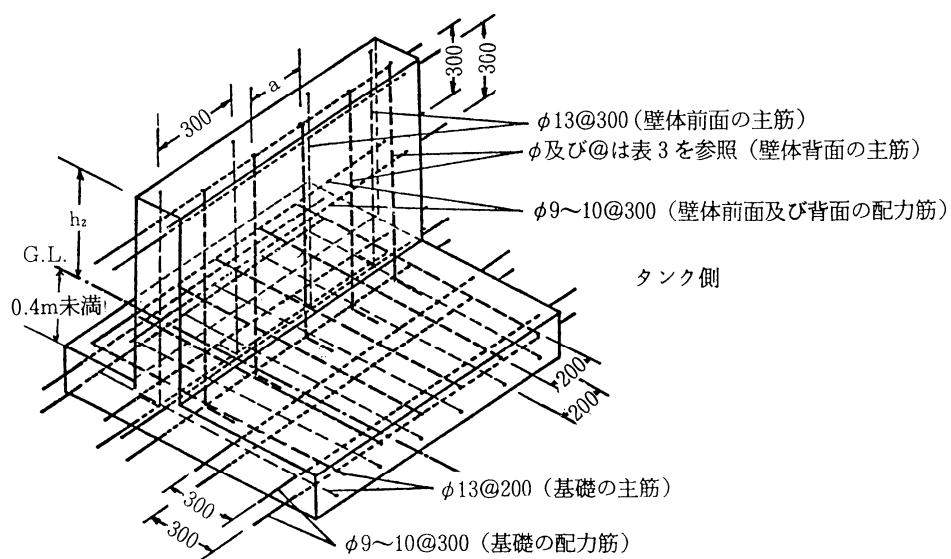 300
a
300
300
φ13@300(壁体前面の主筋)
φ及び@は表3を参照(壁体背面の主筋)
φ9~10@300(壁体前面及び背面の配力筋)
h₂
G.L.
0.4m未満
タンク側
200
200
φ13@200(基礎の主筋)
300
300
φ9~10@300(基礎の配力筋)